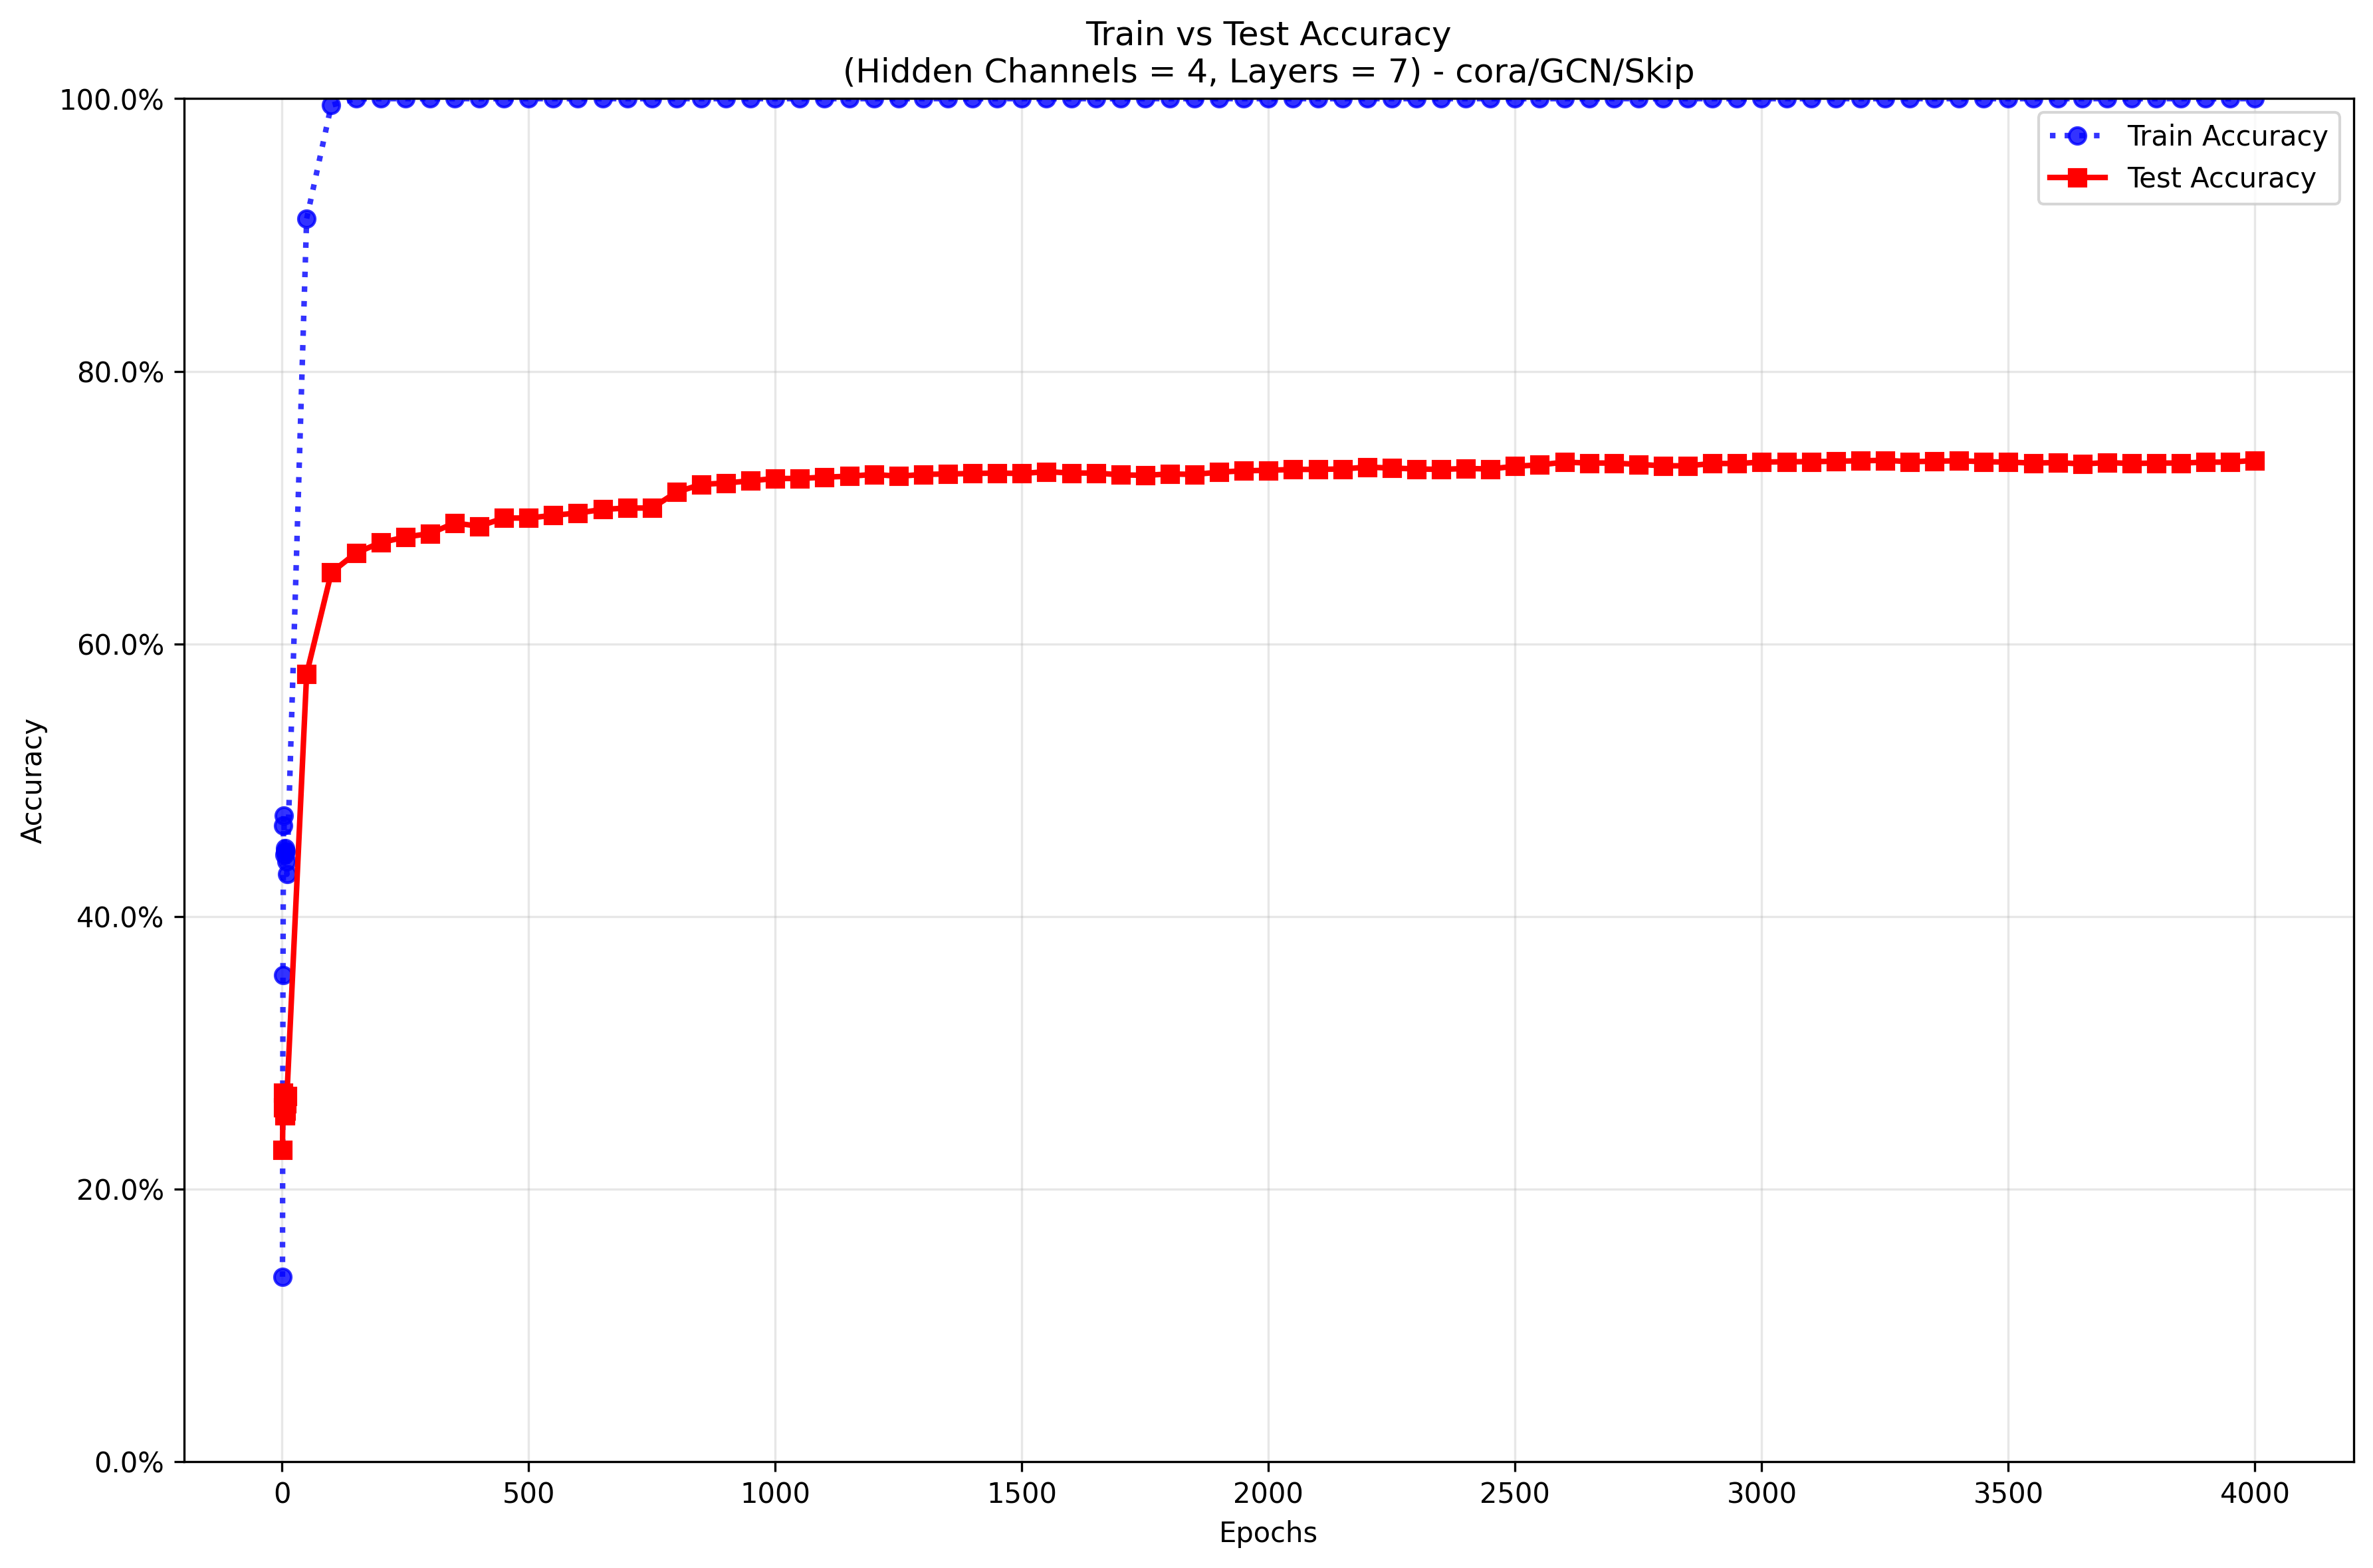 Train vs Test Accuracy
(Hidden Channels = 4, Layers = 7) - cora/GCN/Skip
100.0%
80.0%
60.0%
40.0%
20.0%
0.0%
Accuracy
Train Accuracy
Test Accuracy
0 500 1000 1500 2000 2500 3000 3500 4000
Epochs